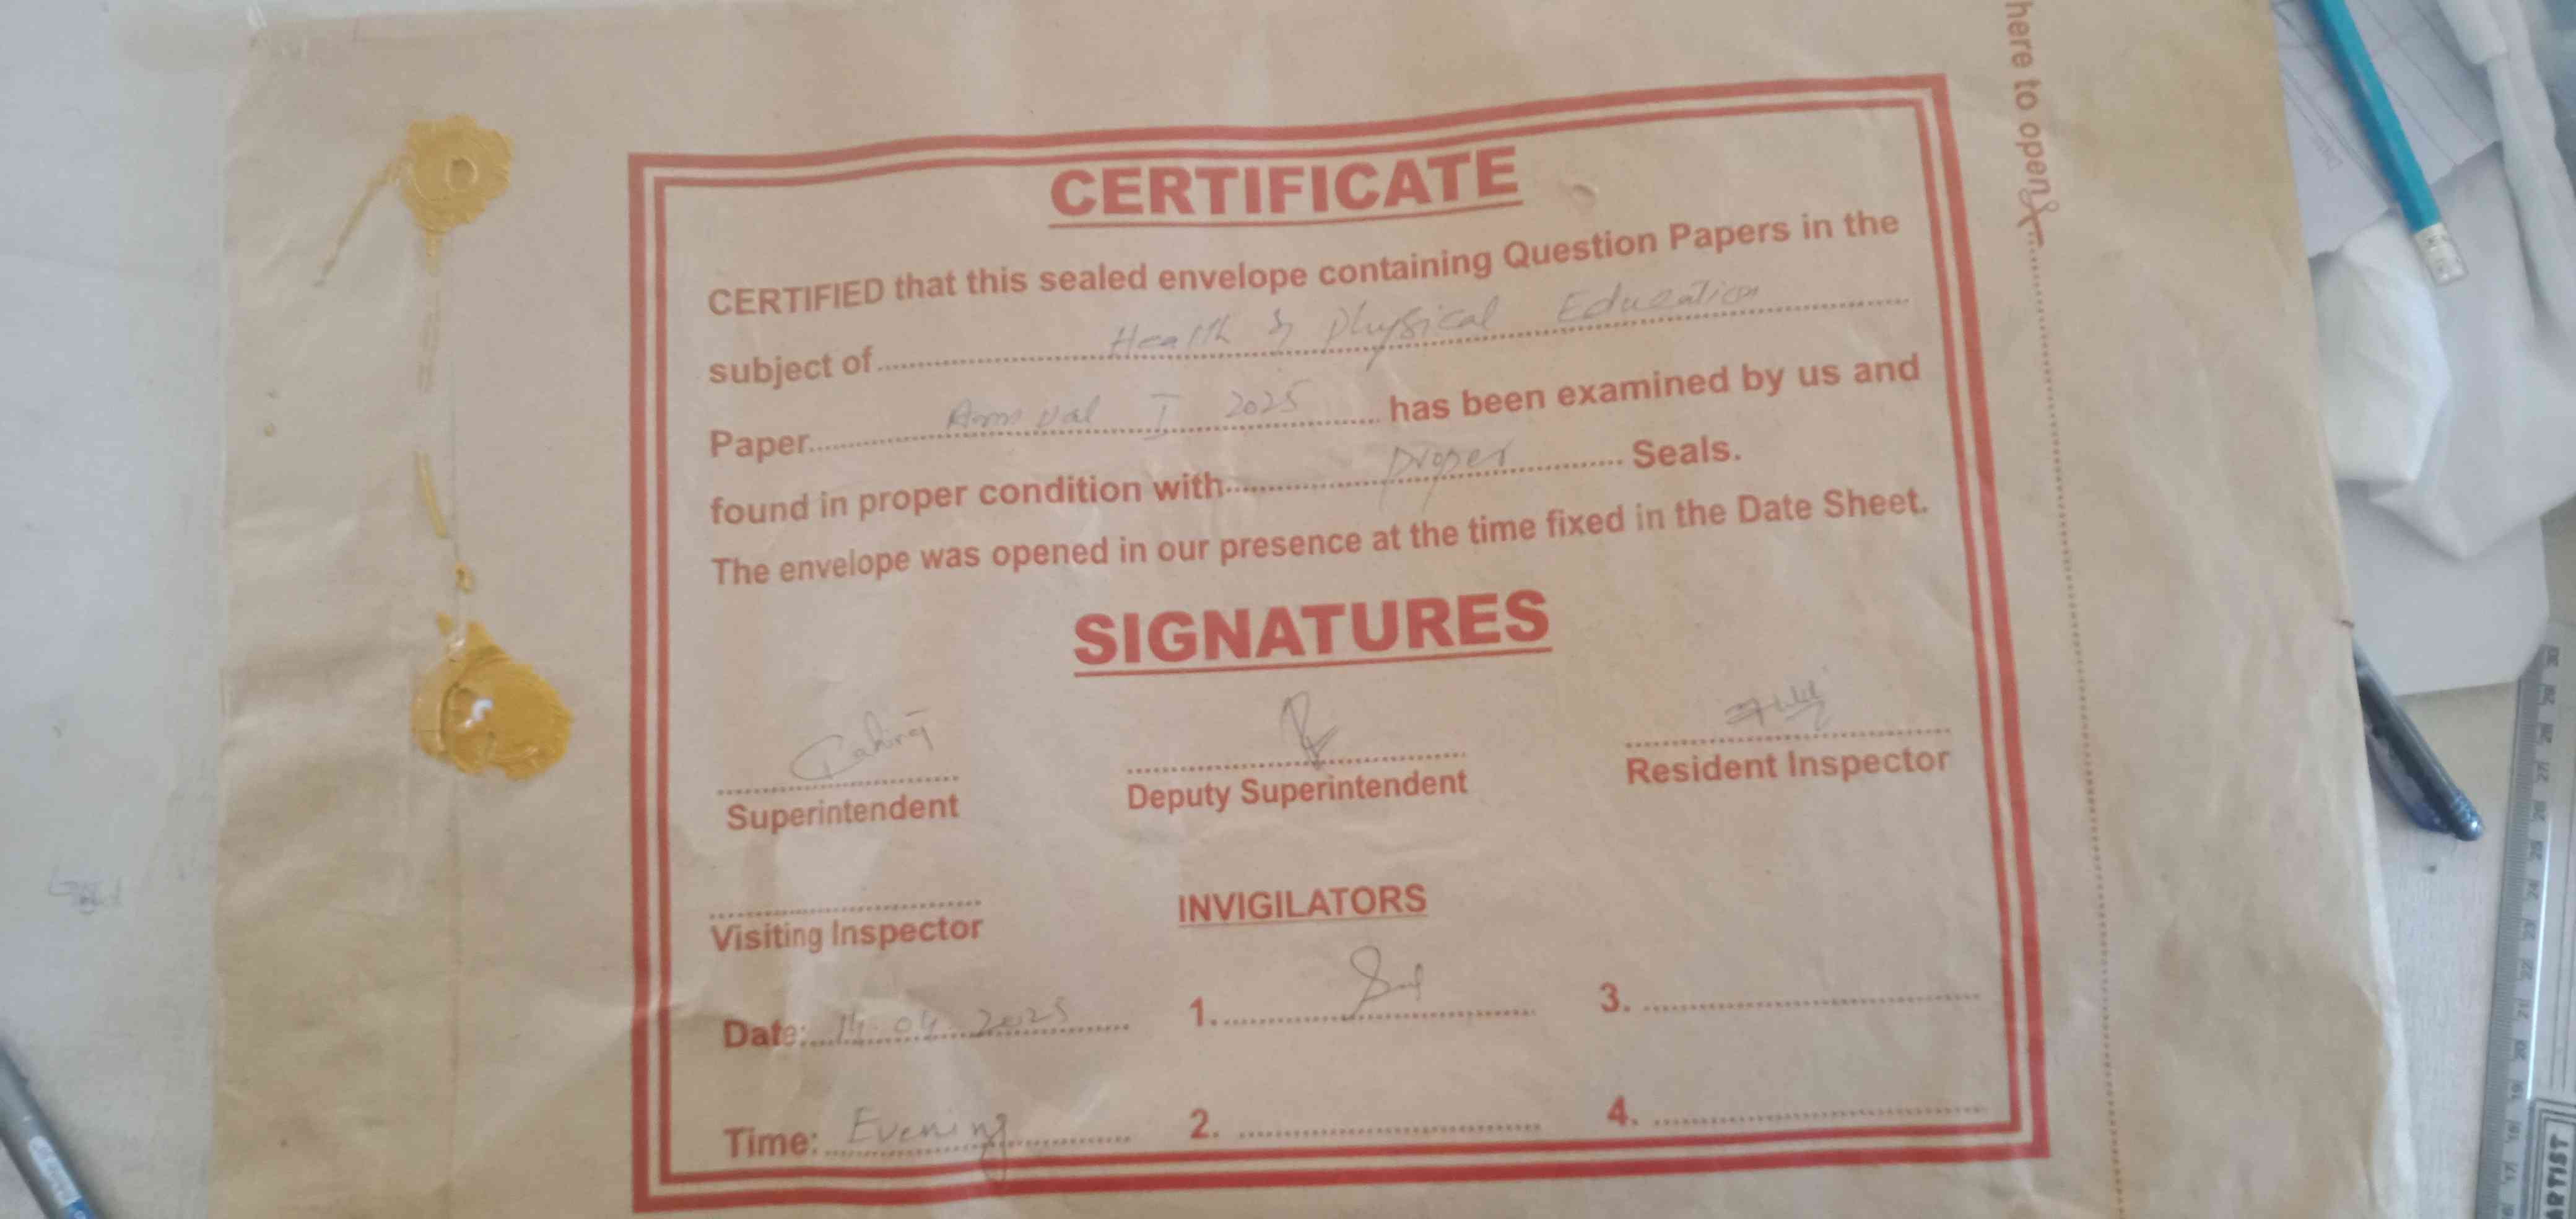 here to open
CERTIFICATE
CERTIFIED that this sealed envelope containing Question Papers in the
subject of Health & Physical Education
Paper Annual I 2025 has been examined by us and
found in proper condition with proper Seals.
The envelope was opened in our presence at the time fixed in the Date Sheet.
SIGNATURES
Superintendent Deputy Superintendent Resident Inspector
Visiting Inspector INVIGILATORS
Date: 14.04.2025 1. 3.
Time: Evening 2. 4.
ARTIST